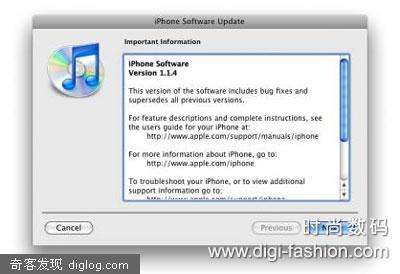 iPhone Software Update
Important Information
iPhone Software
Version 1.1.4
This version of the software includes bug fixes and
supersedes all previous versions.
For feature descriptions and complete instructions, see
the users guide for your iPhone at:
http://www.apple.com/support/manuals/iphone
For more information about iPhone, go to:
http://www.apple.com/iphone
To troubleshoot your iPhone, or to view additional
support information go to:
Cancel
Previous
时尚数码
www.digi-fashion.com
奇客发现 diglog.com